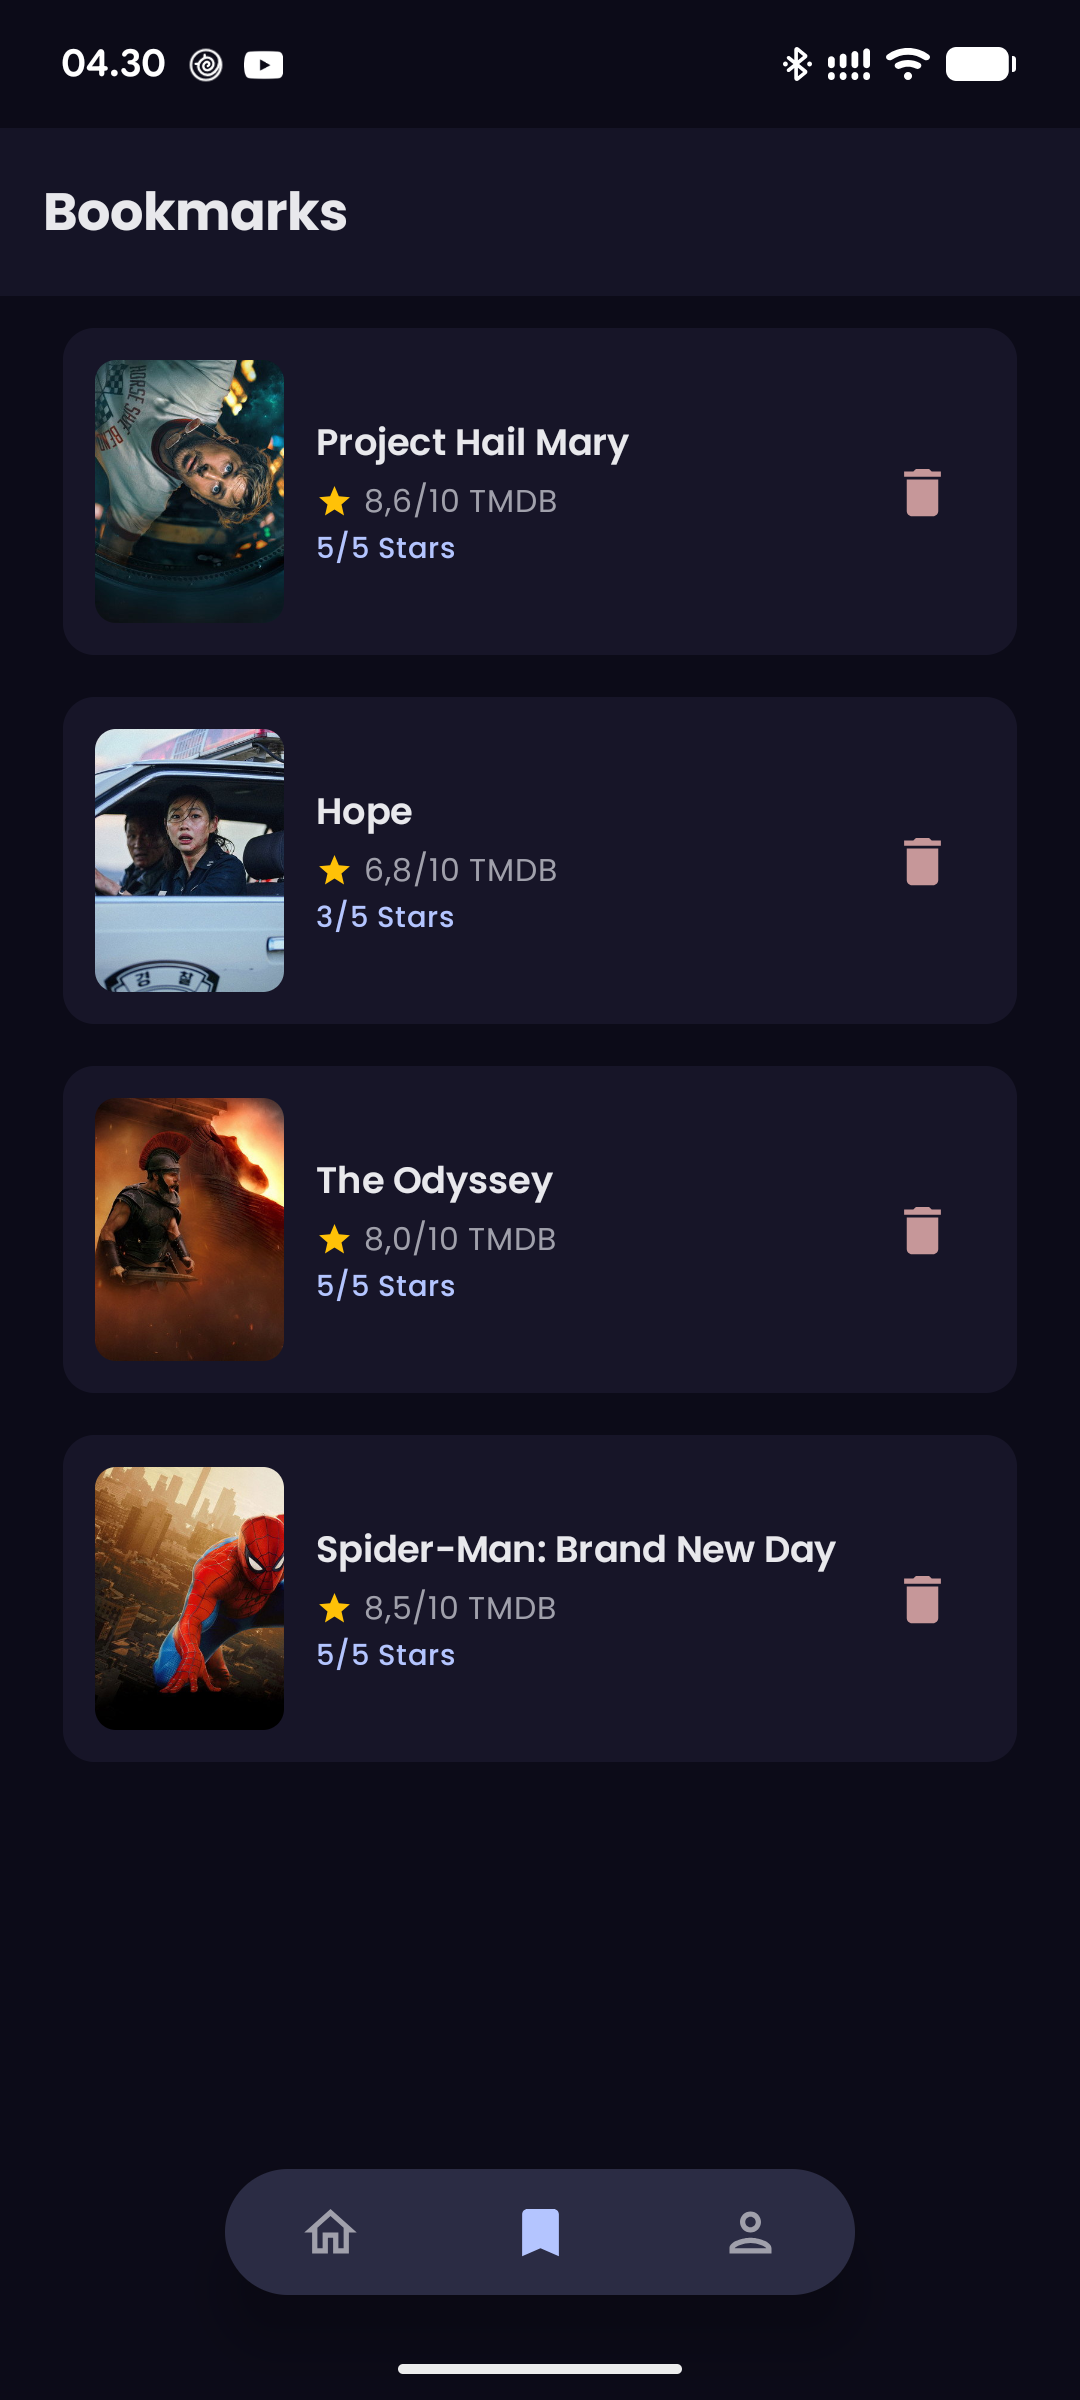 04.30
Bookmarks
Project Hail Mary
8,6/10 TMDB
5/5 Stars
Hope
6,8/10 TMDB
3/5 Stars
경 찰
The Odyssey
8,0/10 TMDB
5/5 Stars
Spider-Man: Brand New Day
8,5/10 TMDB
5/5 Stars